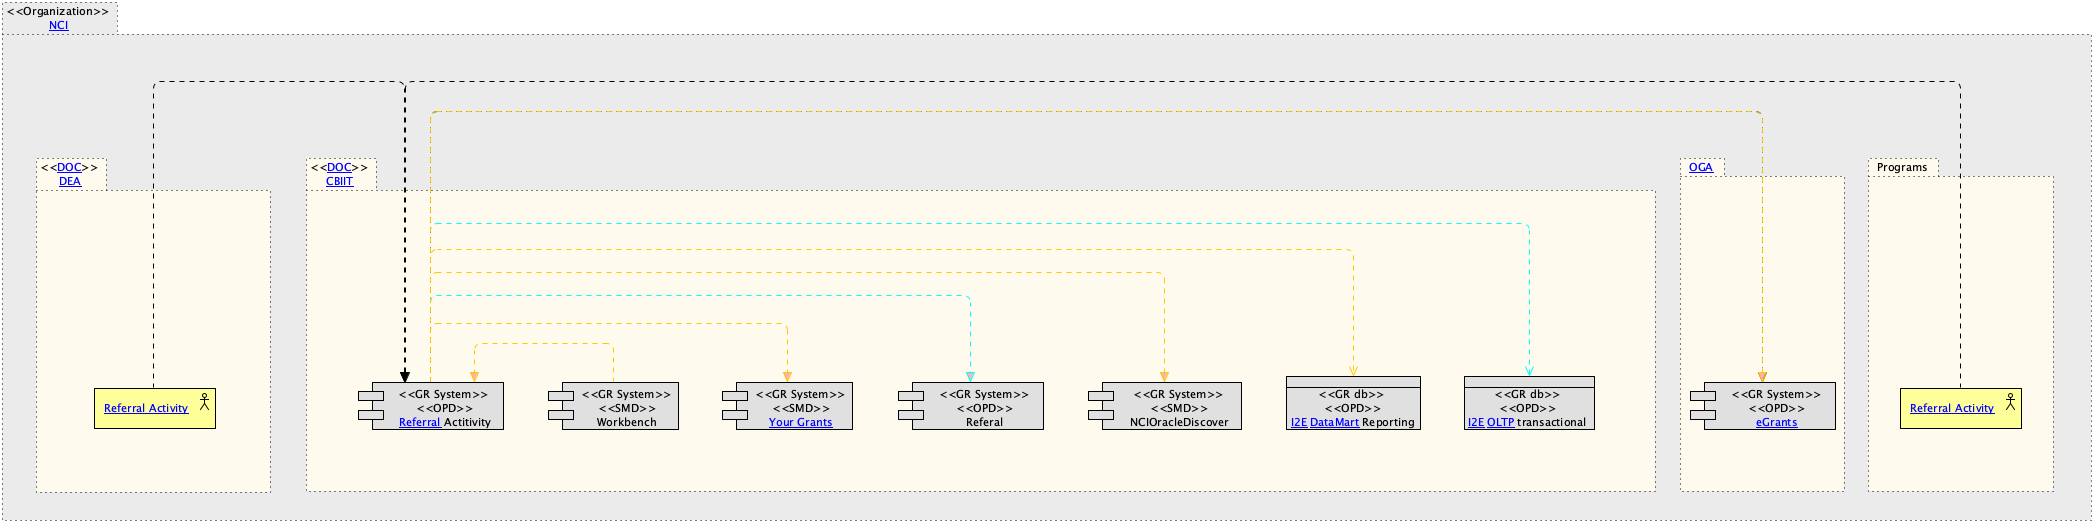 <<Organization>>
NCI
<<DOC>>
DEA
<<DOC>>
CBIIT
OGA
Programs
Referral Activity
<<GR System>>
<<OPD>>
Referral Actitivity
<<GR System>>
<<SMD>>
Workbench
<<GR System>>
<<SMD>>
Your Grants
<<GR System>>
<<OPD>>
Referal
<<GR System>>
<<SMD>>
NCIOracleDiscover
<<GR db>>
<<OPD>>
I2E DataMart Reporting
<<GR db>>
<<OPD>>
I2E OLTP transactional
<<GR System>>
<<OPD>>
eGrants
Referral Activity